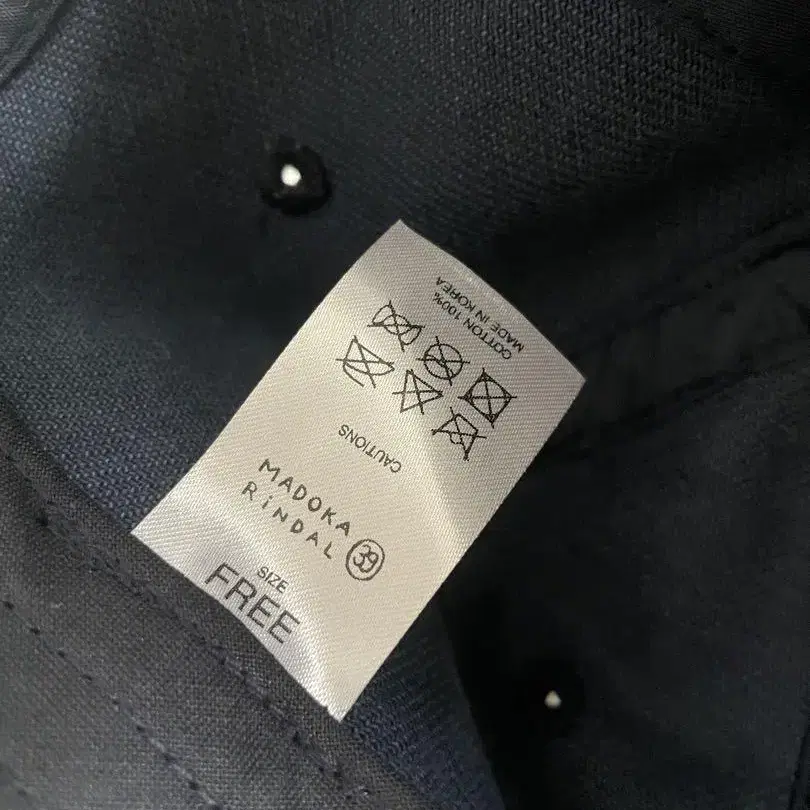 COTTON 100%
MADE IN KOREA
CAUTIONS
MADOKA
RiNDAL 39
SIZE
FREE